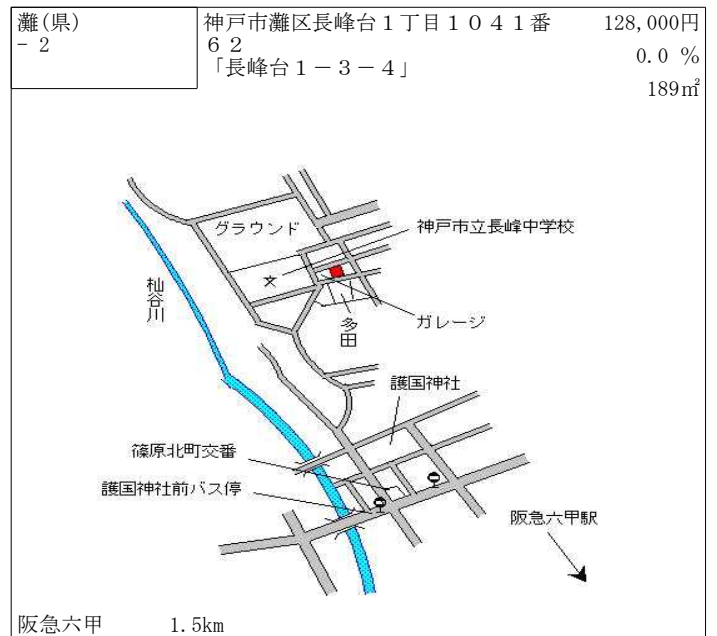 灘(県)
- 2
神戸市灘区長峰台１丁目１０４１番
６２
「長峰台１－３－４」
128,000円
0.0 %
189㎡
グラウンド
神戸市立長峰中学校
杣谷川
多田
ガレージ
護国神社
篠原北町交番
護国神社前バス停
阪急六甲駅
阪急六甲 1.5km